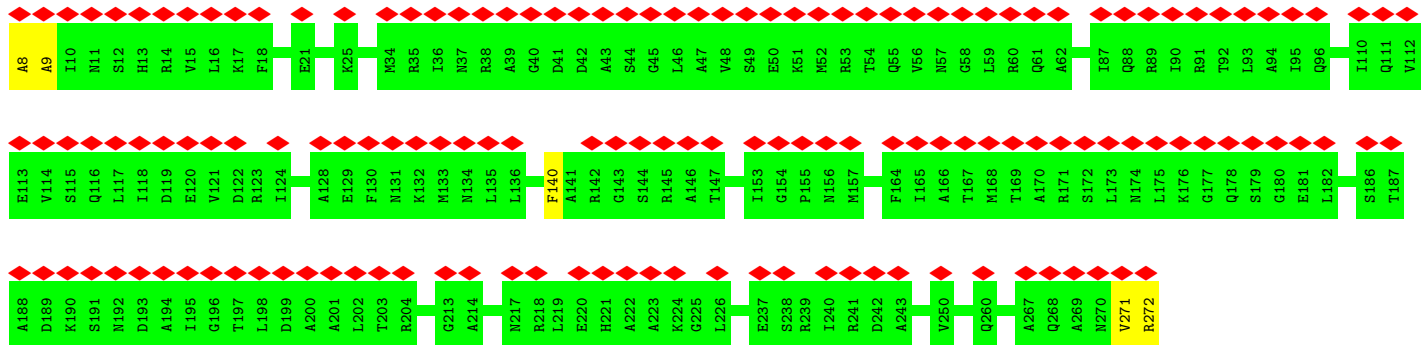 A8 A9 I10 N11 S12 H13 R14 V15 L16 K17 F18 E21 K25 M34 R35 I36 N37 R38 A39 G40 D41 D42 A43 S44 G45 L46 A47 V48 S49 E50 K51 M52 R53 T54 Q55 V56 N57 G58 L59 R60 Q61 A62 I87 Q88 R89 I90 R91 T92 L93 A94 I95 Q96 I110 Q111 V112
E113 V114 S115 Q116 L117 I118 D119 E120 V121 D122 R123 I124 A128 E129 F130 N131 K132 M133 N134 L135 L136 F140 A141 R142 G143 S144 R145 A146 T147 I153 G154 P155 N156 M157 F164 I165 A166 T167 M168 T169 A170 R171 S172 L173 N174 L175 K176 G177 Q178 S179 G180 E181 L182 S186 T187
A188 D189 K190 S191 N192 D193 A194 I195 G196 T197 L198 D199 A200 A201 L202 T203 R204 G213 A214 N217 R218 L219 E220 H221 A222 A223 K224 G225 L226 E237 S238 R239 I240 R241 D242 A243 V250 Q260 A267 Q268 A269 N270 V271 R272